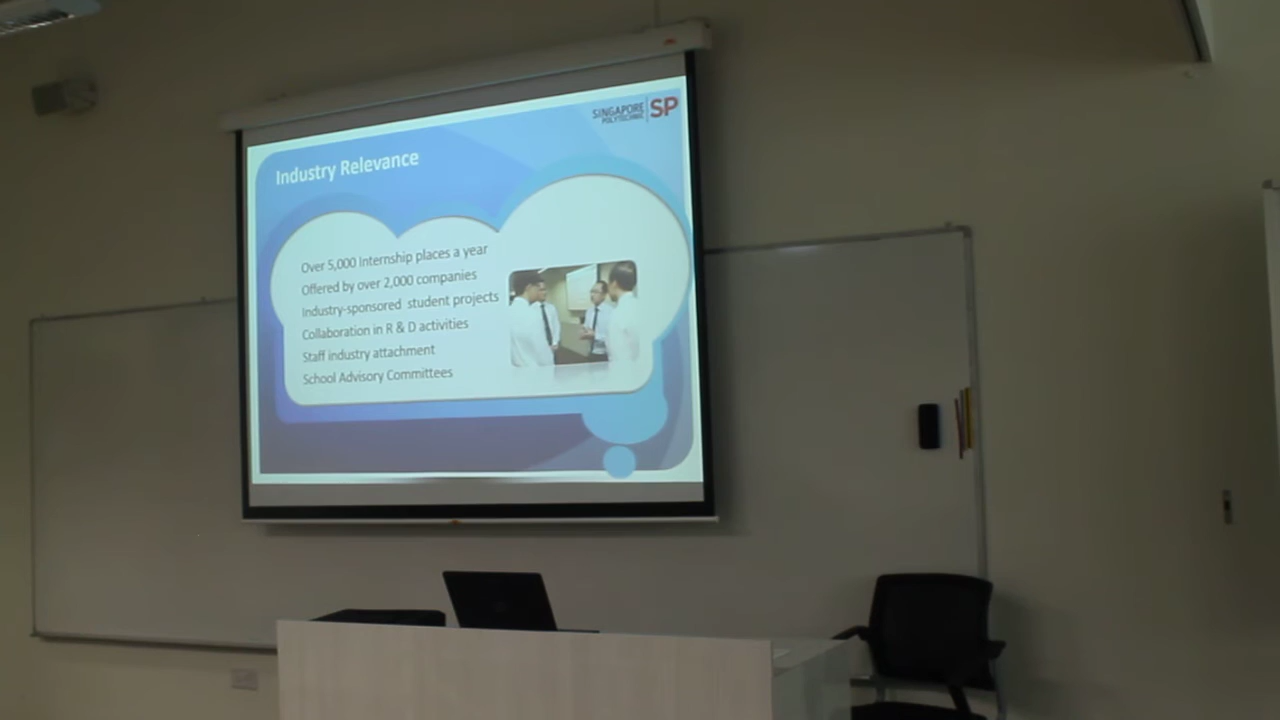 SINGAPORE
POLYTECHNIC
SP
Industry Relevance
Over 5,000 Internship places a year
Offered by over 2,000 companies
Industry-sponsored student projects
Collaboration in R & D activities
Staff industry attachment
School Advisory Committees